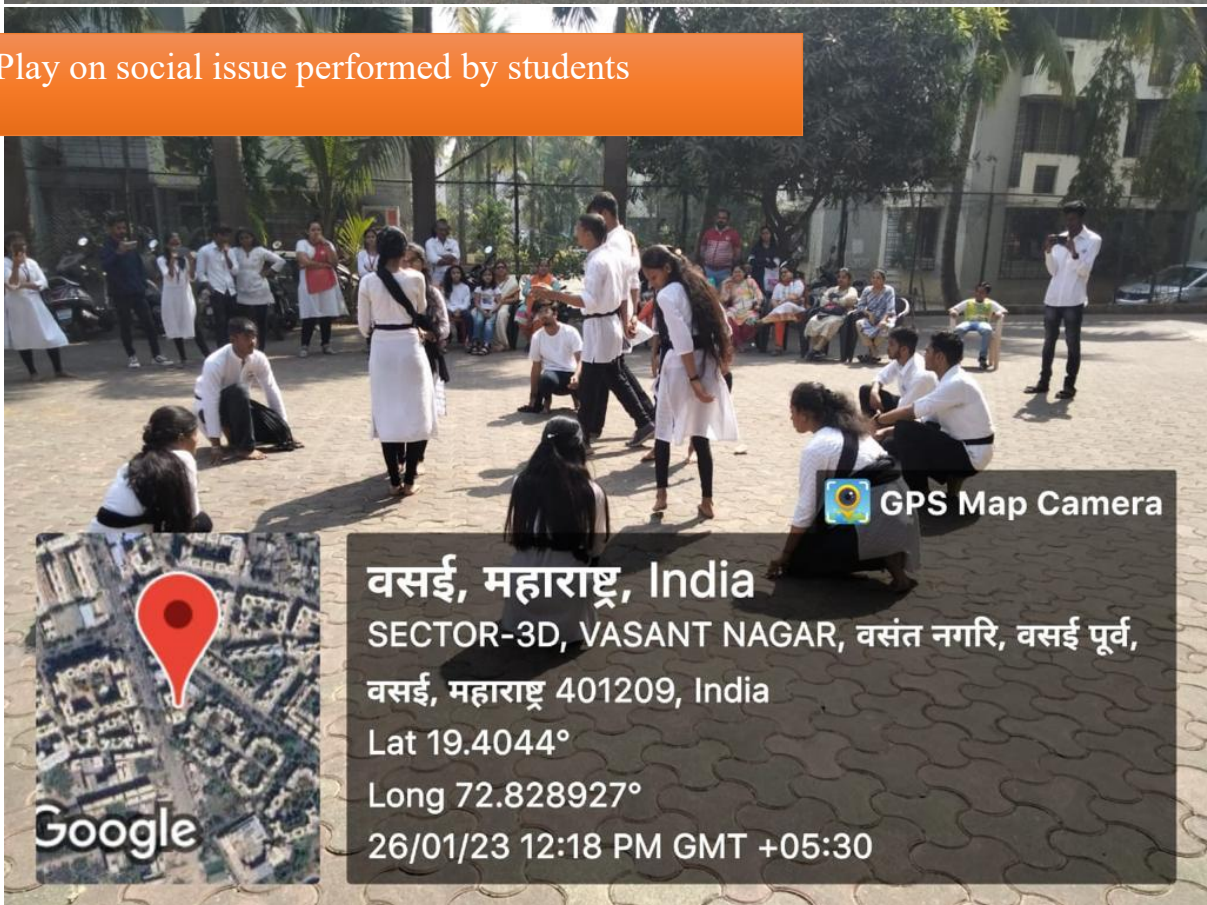 Play on social issue performed by students
GPS Map Camera
वसई, महाराष्ट्र, India
SECTOR-3D, VASANT NAGAR, वसंत नगरि, वसई पूर्व,
वसई, महाराष्ट्र 401209, India
Lat 19.4044°
Long 72.828927°
26/01/23 12:18 PM GMT +05:30
Google